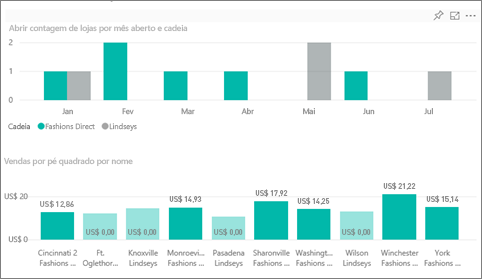 Abrir contagem de lojas por mês aberto e cadeia
2
1
0
Jan Fev Mar Abr Mai Jun Jul
Cadeia Fashions Direct Lindseys
Vendas por pé quadrado por nome
US$ 20
US$ 0
US$ 12,86 US$ 0,00 US$ 0,00 US$ 14,93 US$ 0,00 US$ 17,92 US$ 14,25 US$ 0,00 US$ 21,22 US$ 15,14
Cincinnati 2 Ft. Knoxville Monroevi... Pasadena Sharonville Washingt... Wilson Winchester York
Fashions ... Oglethor... Lindseys Fashions ... Lindseys Fashions ... Fashions ... Lindseys Fashions ... Fashions ...